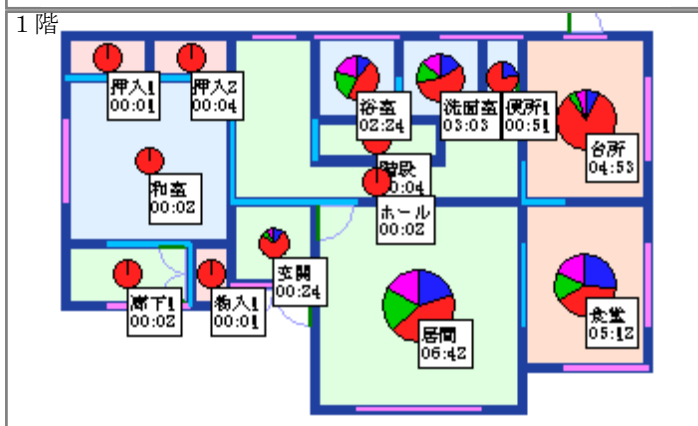 1階
押入1
00:01
押入2
00:04
浴室
02:24
洗面室
03:03
便所1
00:51
台所
04:53
和室
00:02
階段
00:04
ホール
00:02
玄関
00:24
廊下1
00:02
物入1
00:01
居間
06:42
食堂
05:12